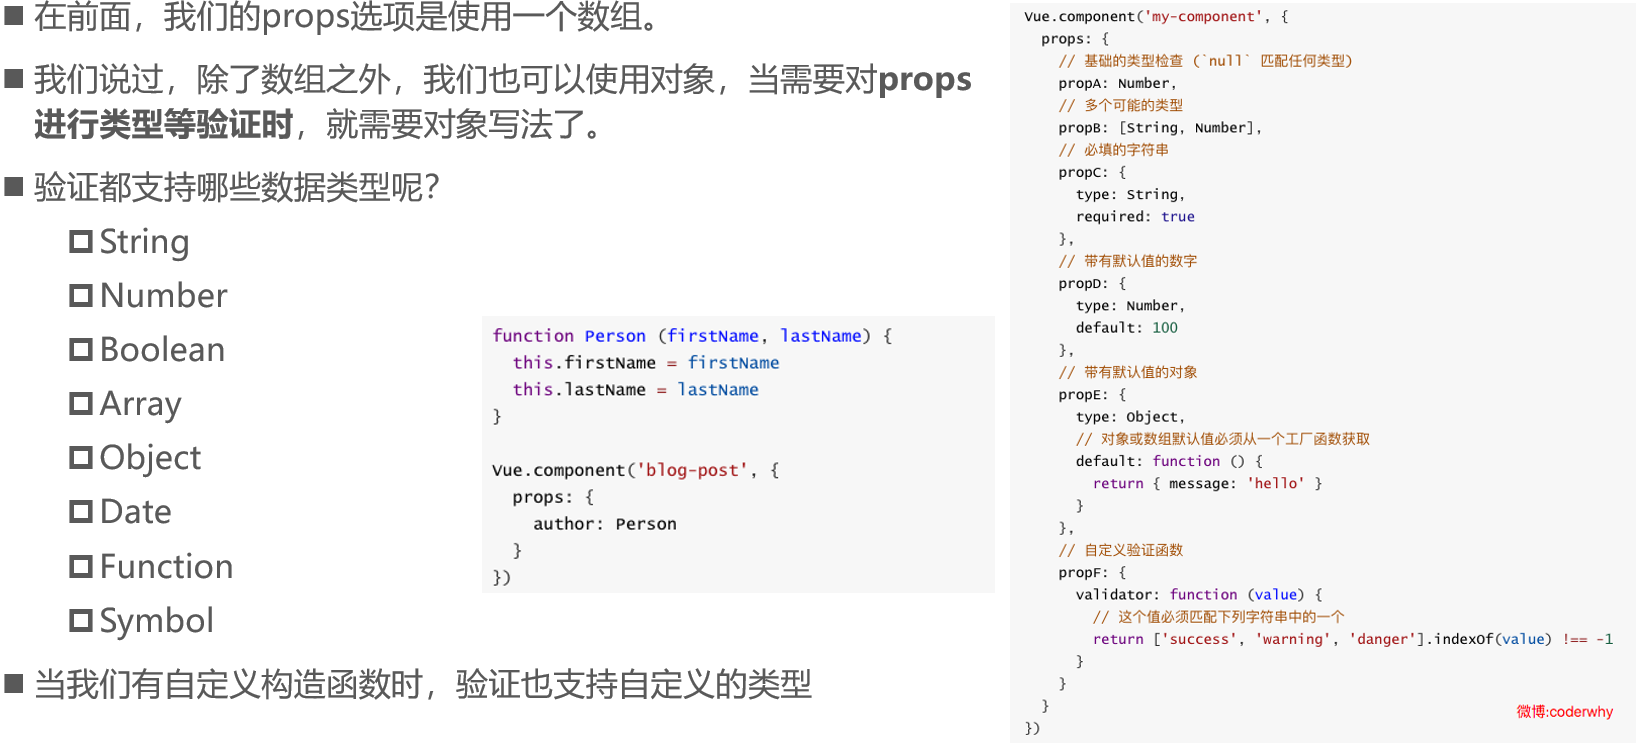 在前面，我们的props选项是使用一个数组。
我们说过，除了数组之外，我们也可以使用对象，当需要对props
进行类型等验证时，就需要对象写法了。
验证都支持哪些数据类型呢？
String
Number
Boolean
Array
Object
Date
Function
Symbol
当我们有自定义构造函数时，验证也支持自定义的类型
function Person (firstName, lastName) {
  this.firstName = firstName
  this.lastName = lastName
}
Vue.component('blog-post', {
  props: {
    author: Person
  }
})
Vue.component('my-component', {
  props: {
    // 基础的类型检查 (`null` 匹配任何类型)
    propA: Number,
    // 多个可能的类型
    propB: [String, Number],
    // 必填的字符串
    propC: {
      type: String,
      required: true
    },
    // 带有默认值的数字
    propD: {
      type: Number,
      default: 100
    },
    // 带有默认值的对象
    propE: {
      type: Object,
      // 对象或数组默认值必须从一个工厂函数获取
      default: function () {
        return { message: 'hello' }
      }
    },
    // 自定义验证函数
    propF: {
      validator: function (value) {
        // 这个值必须匹配下列字符串中的一个
        return ['success', 'warning', 'danger'].indexOf(value) !== -1
      }
    }
  }
})
微博:coderwhy